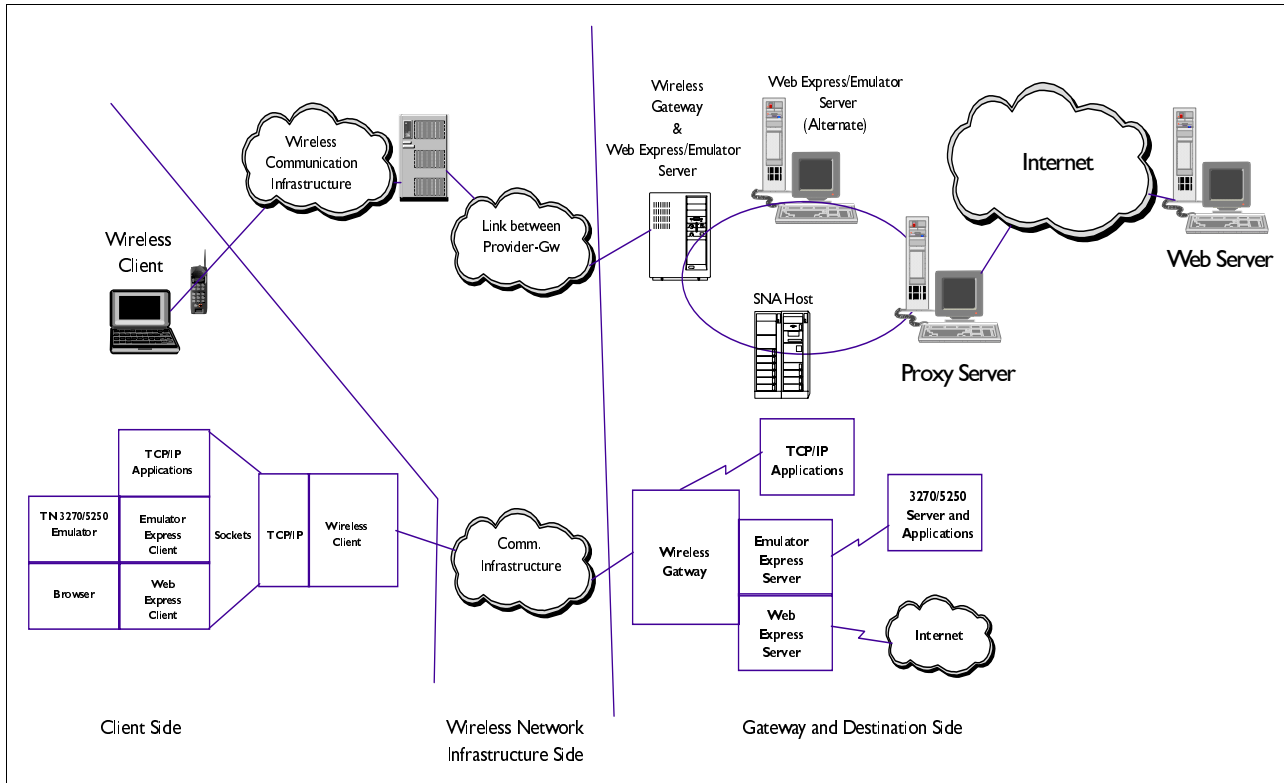 Wireless
Gateway
&
Web Express/Emulator
Server
Web Express/Emulator
Server
(Alternate)
Wireless
Communication
Infrastructure
Internet
Link between
Provider-Gw
Wireless
Client
Web Server
SNA Host
Proxy Server
TCP/IP
Applications
TN 3270/5250
Emulator
Emulator
Express
Client
Browser
Web
Express
Client
Sockets
TCP/IP
Wireless
Client
Comm.
Infrastructure
Wireless
Gatway
TCP/IP
Applications
Emulator
Express
Server
3270/5250
Server and
Applications
Web
Express
Server
Internet
Client Side
Wireless Network
Infrastructure Side
Gateway and Destination Side